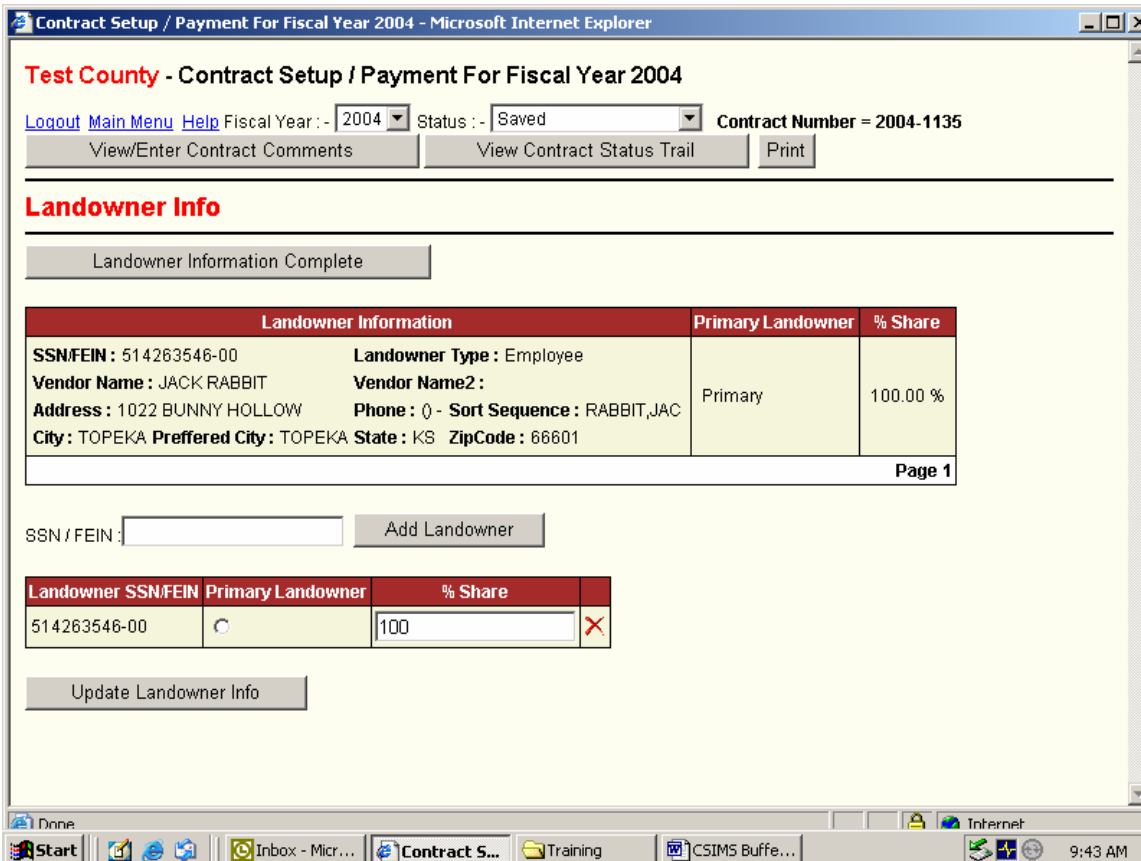 Contract Setup / Payment For Fiscal Year 2004 - Microsoft Internet Explorer
Test County - Contract Setup / Payment For Fiscal Year 2004
Logout Main Menu Help Fiscal Year : - 2004 Status : - Saved Contract Number = 2004-1135
View/Enter Contract Comments View Contract Status Trail Print
Landowner Info
Landowner Information Complete
Landowner Information Primary Landowner % Share
SSN/FEIN : 514263546-00 Landowner Type : Employee
Vendor Name : JACK RABBIT Vendor Name2 :
Primary 100.00 %
Address : 1022 BUNNY HOLLOW Phone : () - Sort Sequence : RABBIT,JAC
City : TOPEKA Preffered City : TOPEKA State : KS ZipCode : 66601
Page 1
SSN / FEIN : Add Landowner
Landowner SSN/FEIN Primary Landowner % Share
514263546-00 100
Update Landowner Info
Done Internet
Start Inbox - Micr... Contract S... Training CSIMS Buffe... 9:43 AM